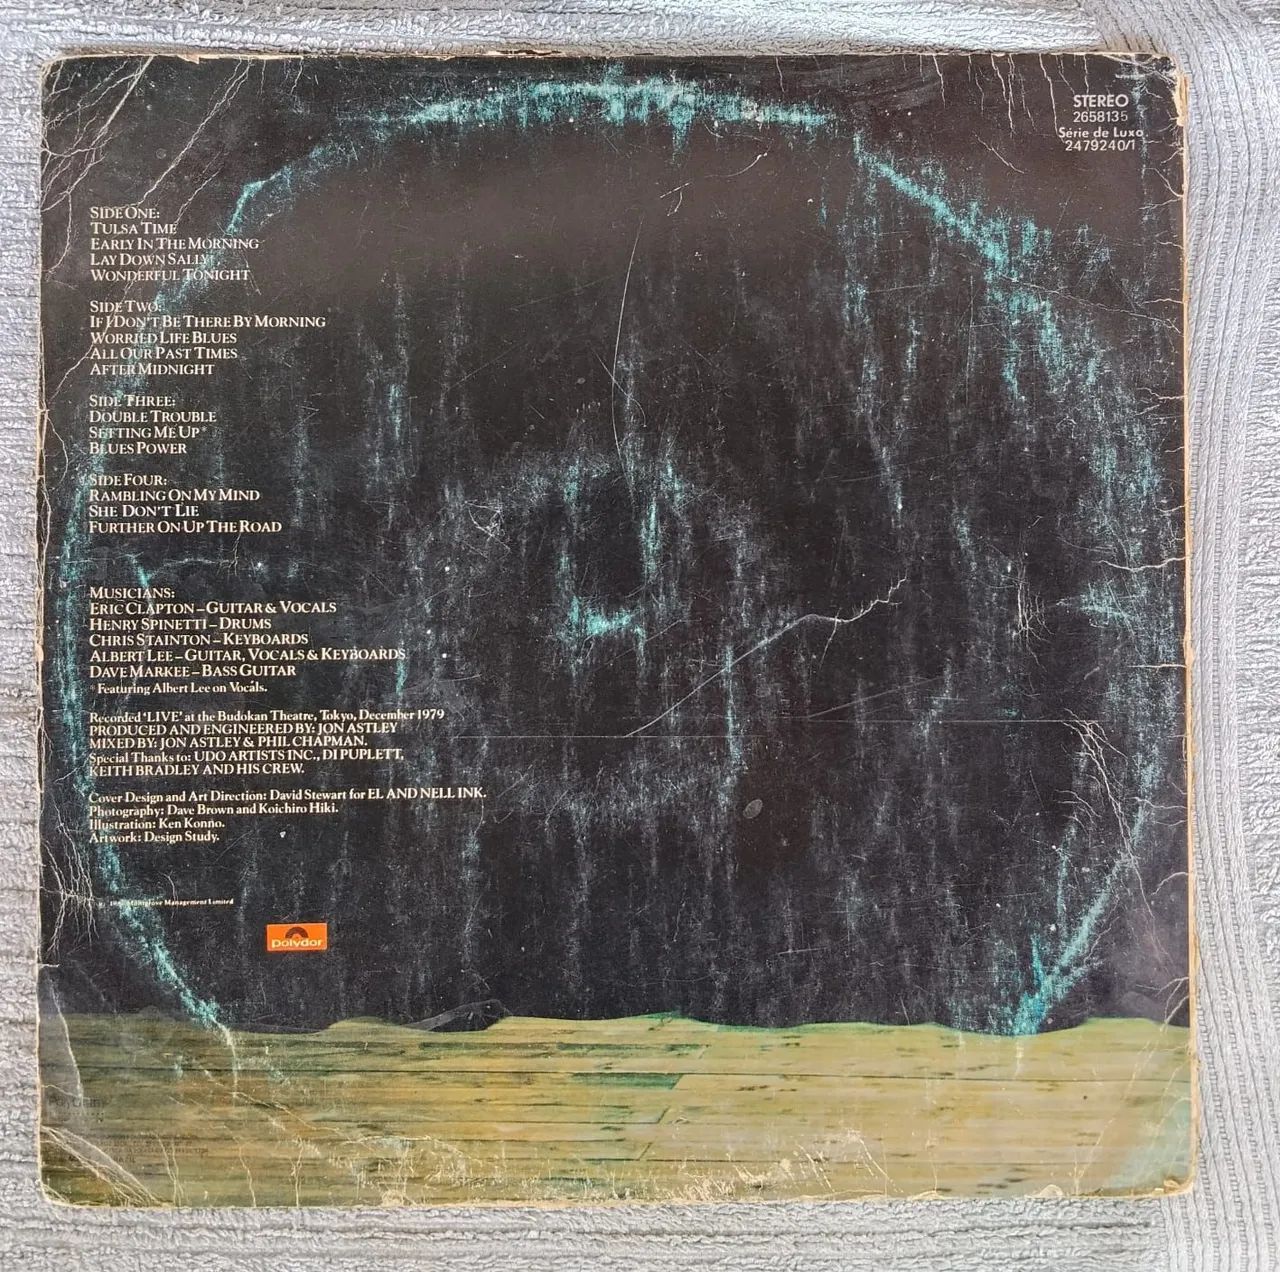 STEREO
2658135
Série de Luxo
2479240/1
SIDE ONE:
TULSA TIME
EARLY IN THE MORNING
LAY DOWN SALLY
WONDERFUL TONIGHT
SIDE TWO:
IF I DON'T BE THERE BY MORNING
WORRIED LIFE BLUES
ALL OUR PAST TIMES
AFTER MIDNIGHT
SIDE THREE:
DOUBLE TROUBLE
SETTING ME UP*
BLUES POWER
SIDE FOUR:
RAMBLING ON MY MIND
SHE DON'T LIE
FURTHER ON UP THE ROAD
MUSICIANS:
ERIC CLAPTON – GUITAR & VOCALS
HENRY SPINETTI – DRUMS
CHRIS STAINTON – KEYBOARDS
ALBERT LEE – GUITAR, VOCALS & KEYBOARDS
DAVE MARKEE – BASS GUITAR
* Featuring Albert Lee on Vocals.
Recorded 'LIVE' at the Budokan Theatre, Tokyo, December 1979
PRODUCED AND ENGINEERED BY: JON ASTLEY
MIXED BY: JON ASTLEY & PHIL CHAPMAN.
Special Thanks to: UDO ARTISTS INC., DI PUPLETT,
KEITH BRADLEY AND HIS CREW.
Cover Design and Art Direction: David Stewart for EL AND NELL INK.
Photography: Dave Brown and Koichiro Hiki.
Illustration: Ken Konno.
Artwork: Design Study.
Management Limited
polydor